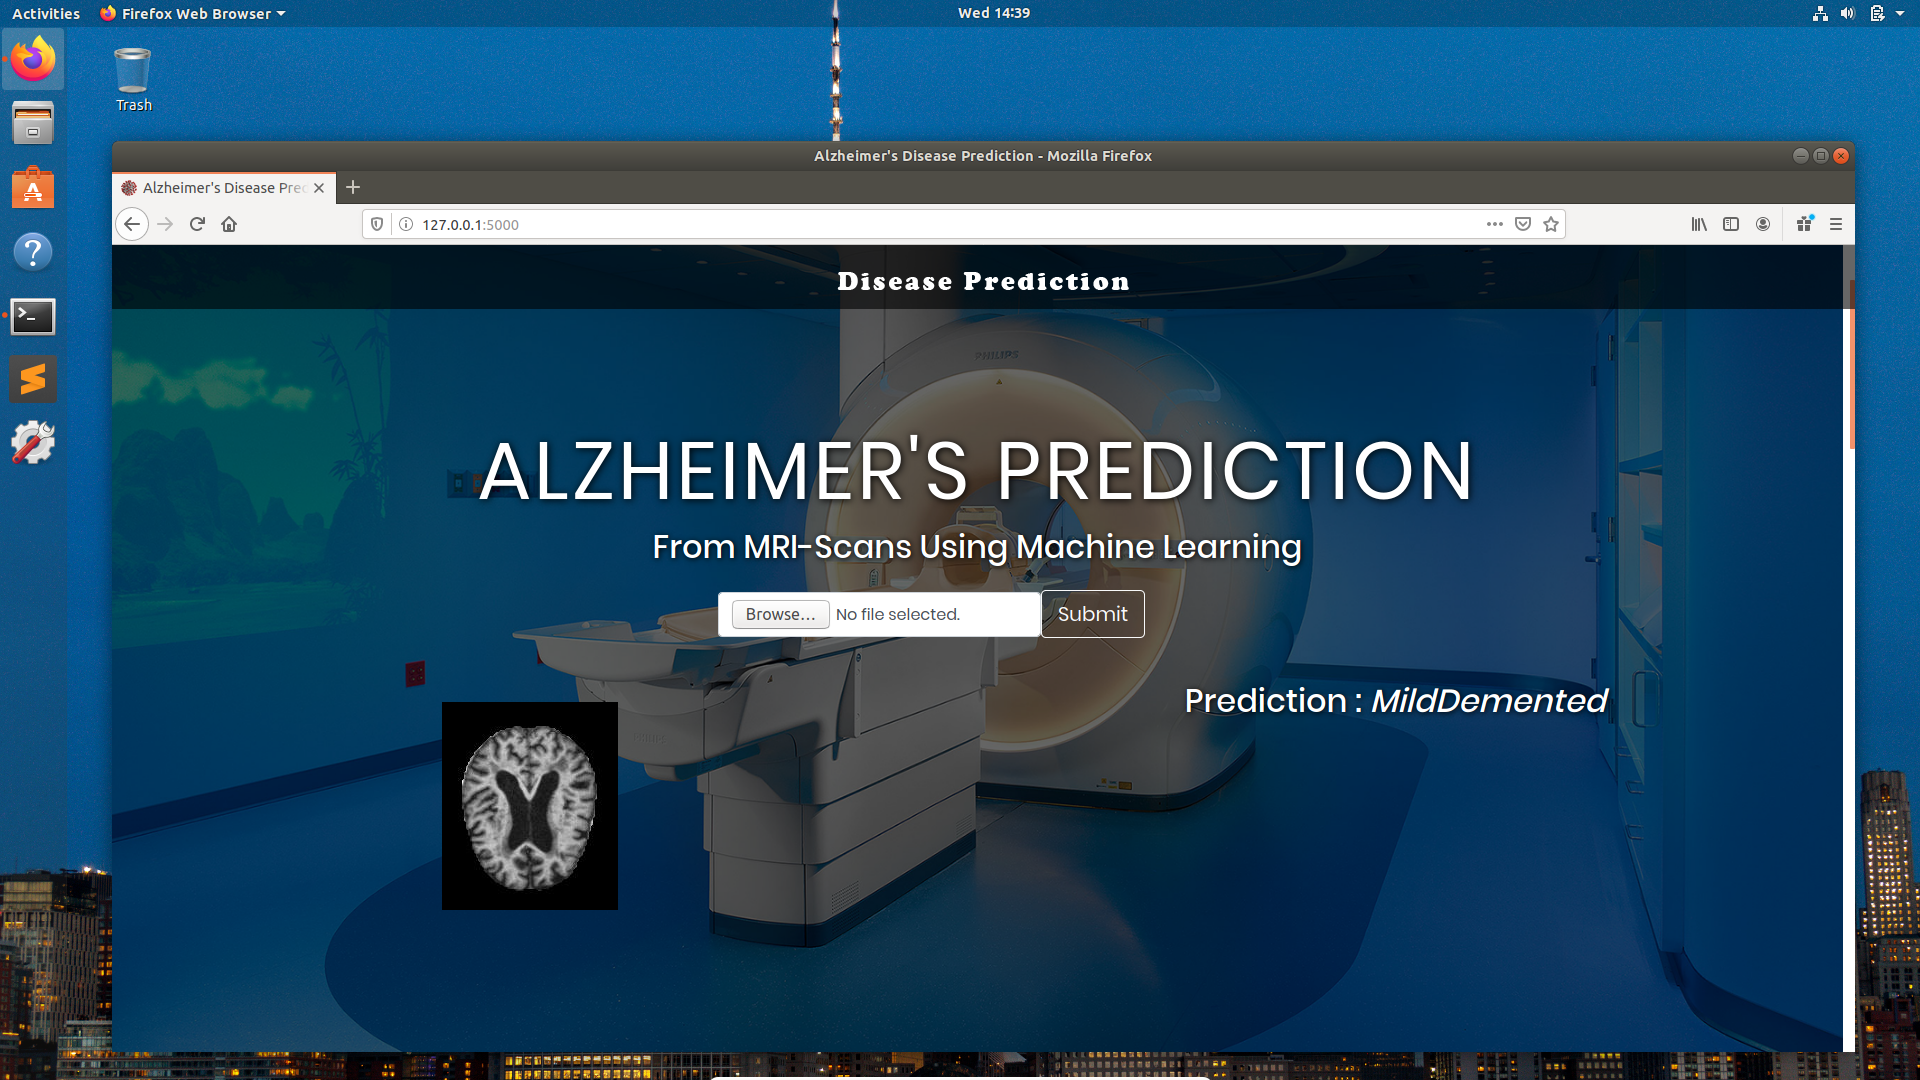 Activities
Firefox Web Browser
Wed 14:39
Trash
Alzheimer's Disease Prediction - Mozilla Firefox
Alzheimer's Disease Pred
127.0.0.1:5000
Disease Prediction
PHILIPS
ALZHEIMER'S PREDICTION
From MRI-Scans Using Machine Learning
Browse...
No file selected.
Submit
Prediction : MildDemented